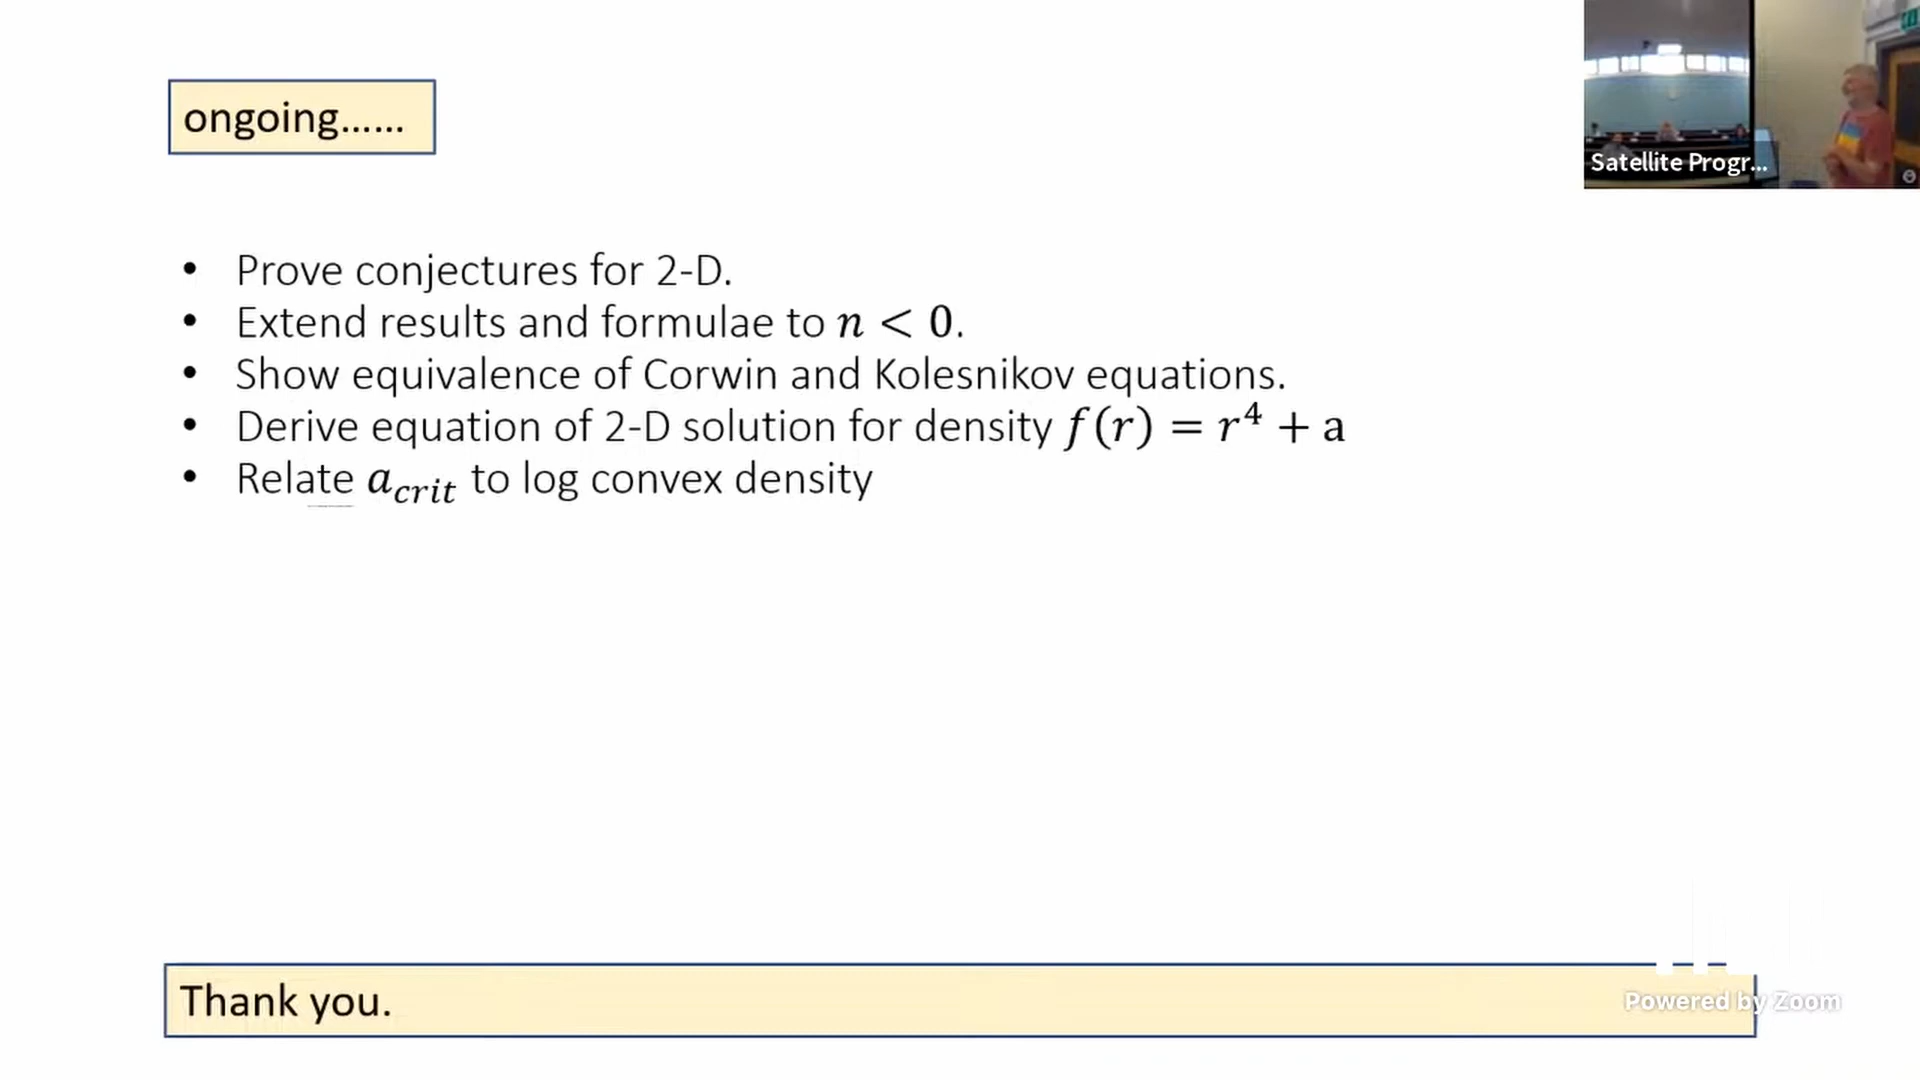 ongoing......
Satellite Progr...
• Prove conjectures for 2-D.
• Extend results and formulae to n < 0.
• Show equivalence of Corwin and Kolesnikov equations.
• Derive equation of 2-D solution for density f(r) = r⁴ + a
• Relate a_crit to log convex density
Thank you.
Powered by Zoom